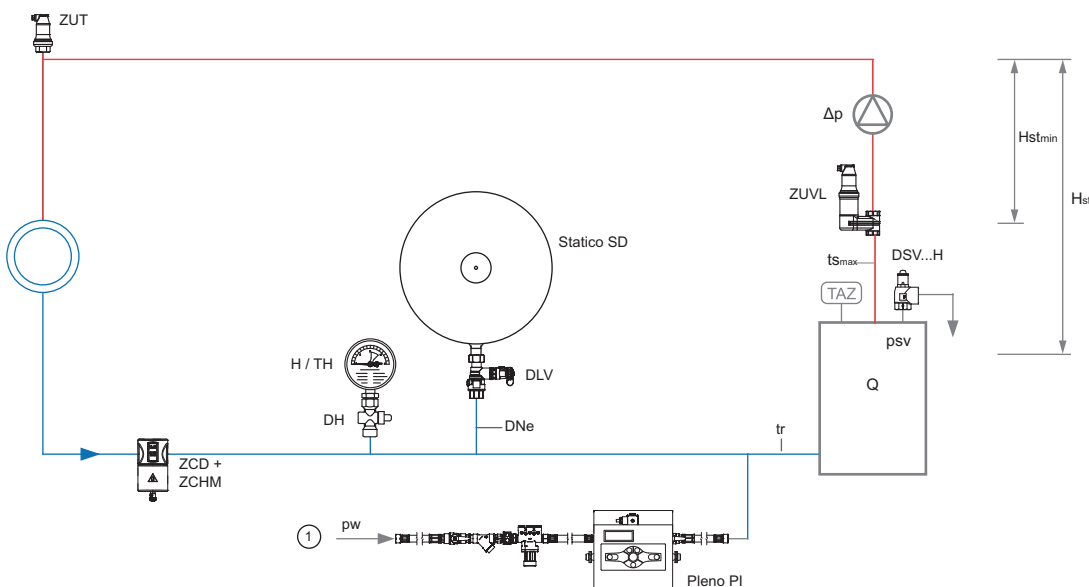 ZUT
Δp
Hstmin
Hst
ZUVL
Statico SD
tsmax
DSV...H
TAZ
psv
H / TH
DLV
Q
DH
DNe
tr
ZCD +
ZCHM
1
pw
Pleno PI